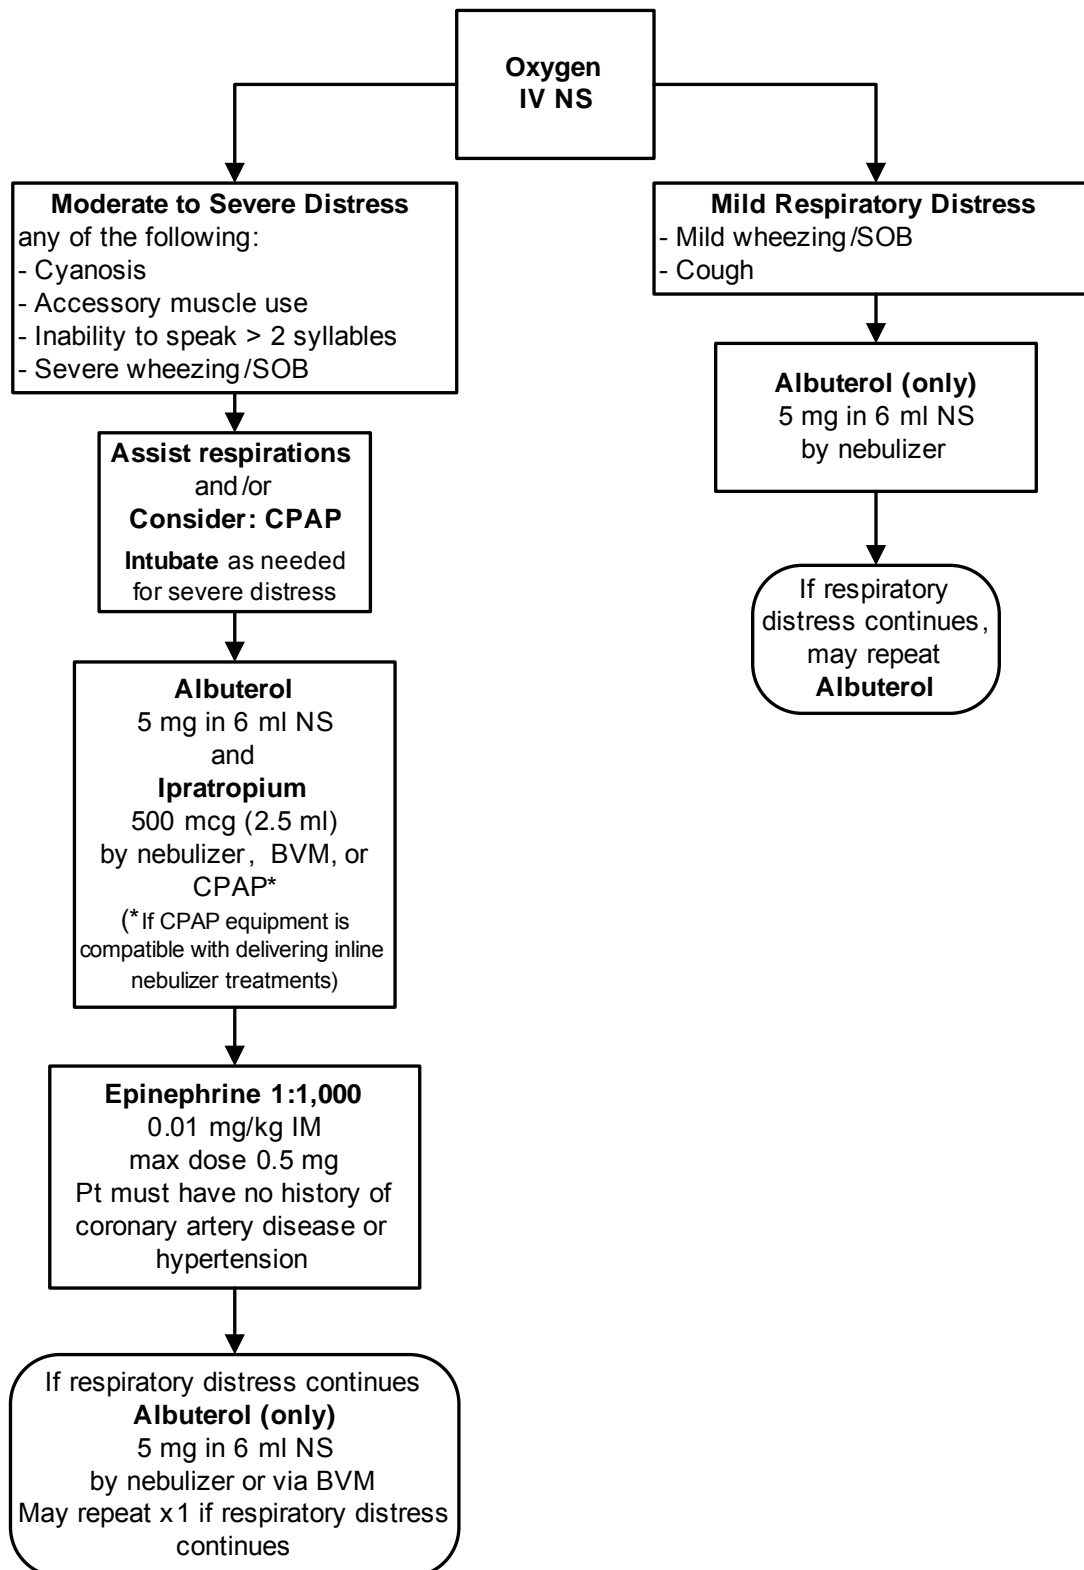 Oxygen
IV NS
Moderate to Severe Distress
any of the following:
- Cyanosis
- Accessory muscle use
- Inability to speak > 2 syllables
- Severe wheezing/SOB
Assist respirations
and/or
Consider: CPAP
Intubate as needed
for severe distress
Albuterol
5 mg in 6 ml NS
and
Ipratropium
500 mcg (2.5 ml)
by nebulizer, BVM, or
CPAP*
(*If CPAP equipment is
compatible with delivering inline
nebulizer treatments)
Epinephrine 1:1,000
0.01 mg/kg IM
max dose 0.5 mg
Pt must have no history of
coronary artery disease or
hypertension
If respiratory distress continues
Albuterol (only)
5 mg in 6 ml NS
by nebulizer or via BVM
May repeat x1 if respiratory distress
continues
Mild Respiratory Distress
- Mild wheezing/SOB
- Cough
Albuterol (only)
5 mg in 6 ml NS
by nebulizer
If respiratory
distress continues,
may repeat
Albuterol